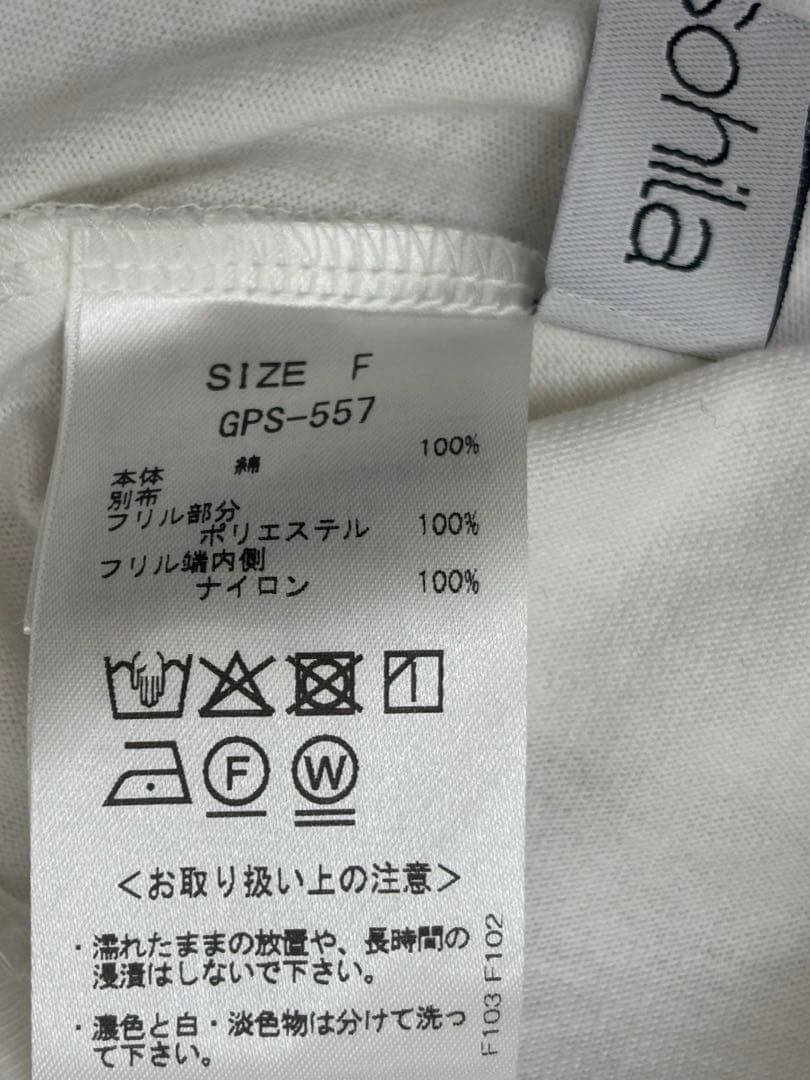 sohila
SIZE F
GPS-557
本体 綿 100%
別布
フリル部分
ポリエステル 100%
フリル端内側
ナイロン 100%
F
W
<お取り扱い上の注意>
・濡れたままの放置や、長時間の
浸漬はしないで下さい。
・濃色と白・淡色物は分けて洗っ
て下さい。
F103 F102